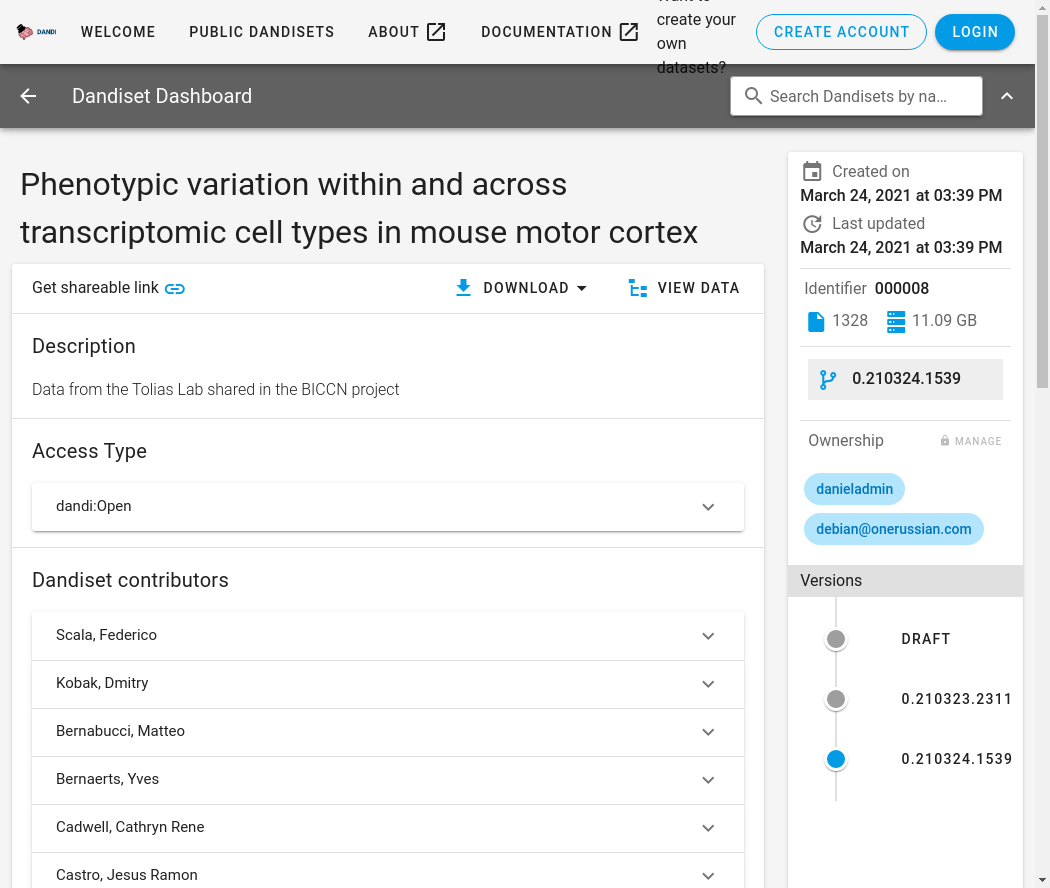 DANDI
WELCOME
PUBLIC DANDISETS
ABOUT
DOCUMENTATION
Want to
create your
own
datasets?
CREATE ACCOUNT
LOGIN
Dandiset Dashboard
Search Dandisets by na...
Phenotypic variation within and across
transcriptomic cell types in mouse motor cortex
Get shareable link
DOWNLOAD
VIEW DATA
Description
Data from the Tolias Lab shared in the BICCN project
Access Type
dandi:Open
Dandiset contributors
Scala, Federico
Kobak, Dmitry
Bernabucci, Matteo
Bernaerts, Yves
Cadwell, Cathryn Rene
Castro, Jesus Ramon
Created on
March 24, 2021 at 03:39 PM
Last updated
March 24, 2021 at 03:39 PM
Identifier 000008
1328 11.09 GB
0.210324.1539
Ownership
MANAGE
danieladmin
debian@onerussian.com
Versions
DRAFT
0.210323.2311
0.210324.1539